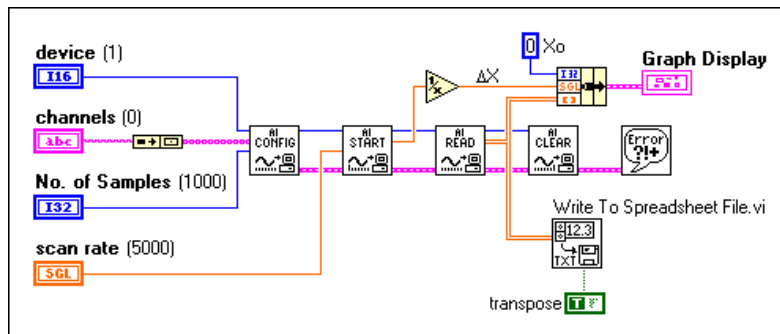 device (1)
I16
channels (0)
abc
No. of Samples (1000)
I32
scan rate (5000)
SGL
AI
CONFIG
AI
START
AI
READ
AI
CLEAR
Error
?!+
1/x
ΔX
0 Xo
I32
SGL
Graph Display
Write To Spreadsheet File.vi
12.3
TXT
transpose
T